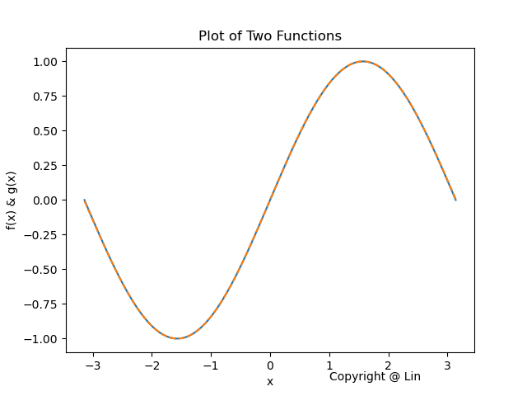 Plot of Two Functions
1.00
0.75
0.50
0.25
0.00
−0.25
−0.50
−0.75
−1.00
f(x) & g(x)
−3 −2 −1 0 1 2 3
x
Copyright @ Lin